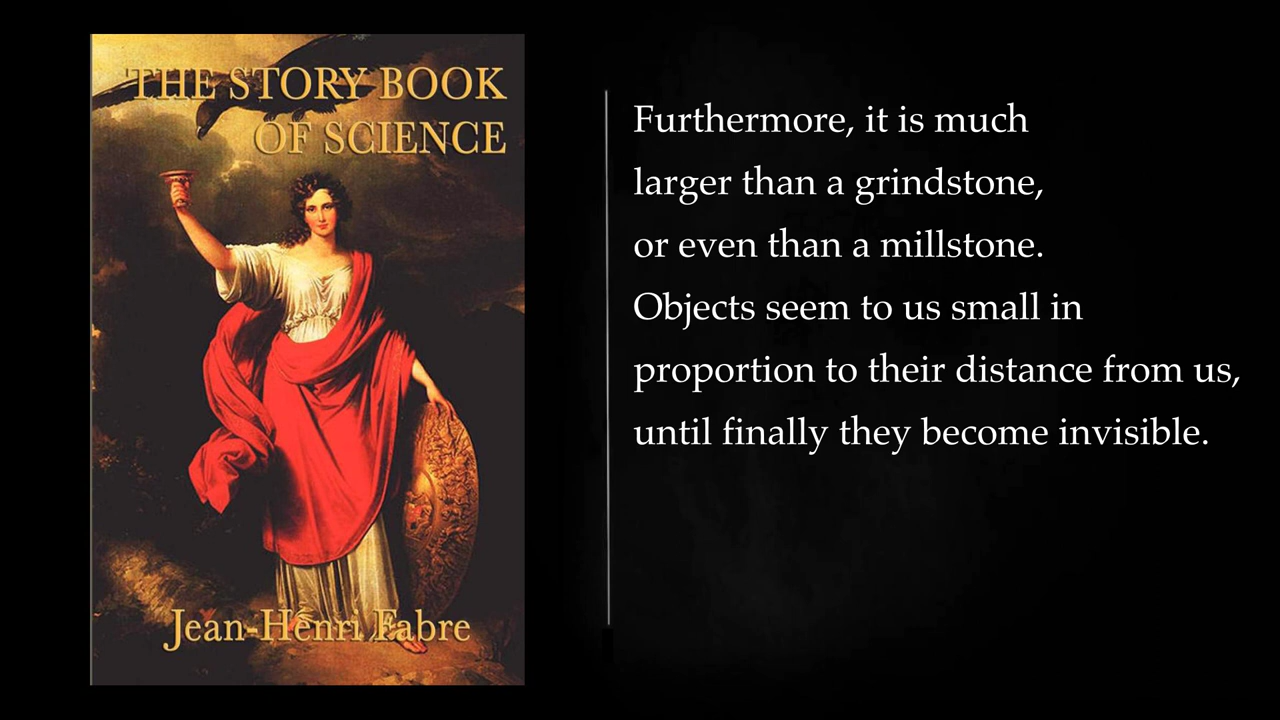 THE STORY BOOK
OF SCIENCE
Jean-Henri Fabre
Furthermore, it is much
larger than a grindstone,
or even than a millstone.
Objects seem to us small in
proportion to their distance from us,
until finally they become invisible.